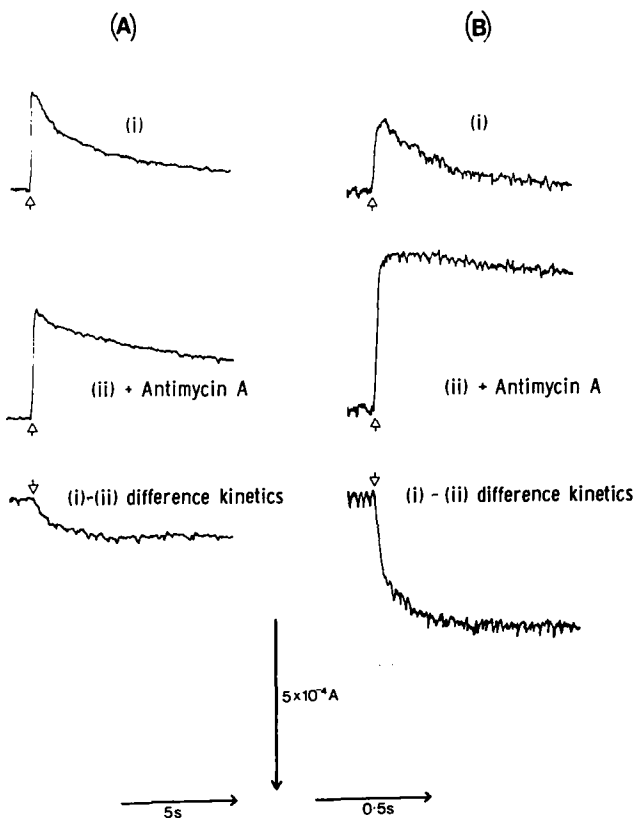 (A)
(B)
(i)
(i)
(ii) + Antimycin A
(ii) + Antimycin A
(i)-(ii) difference kinetics
(i) - (ii) difference kinetics
5×10⁻⁴A
5s
0·5s